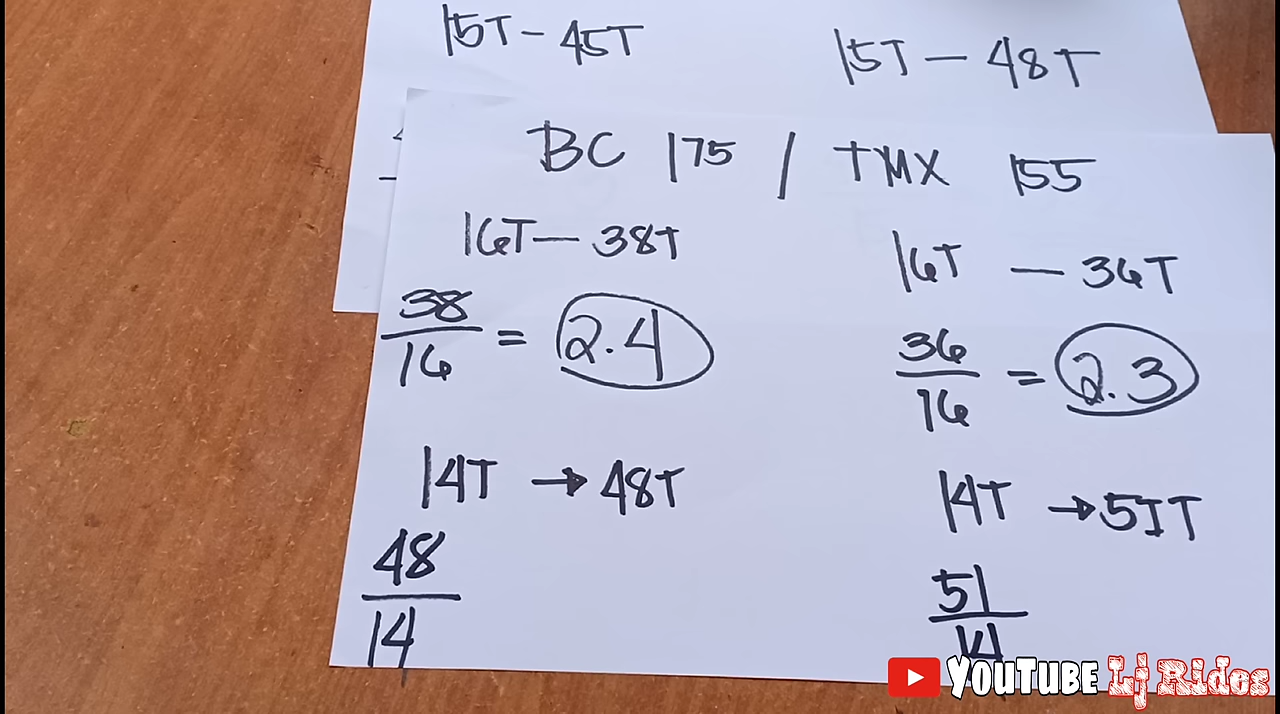 15T - 45T
15T - 48T
BC 175 / TMX 155
16T - 38T
38/16 = 2.4
14T → 48T
48/14
16T - 36T
36/16 = 2.3
14T → 51T
51/14
YOUTUBE Lj Rides